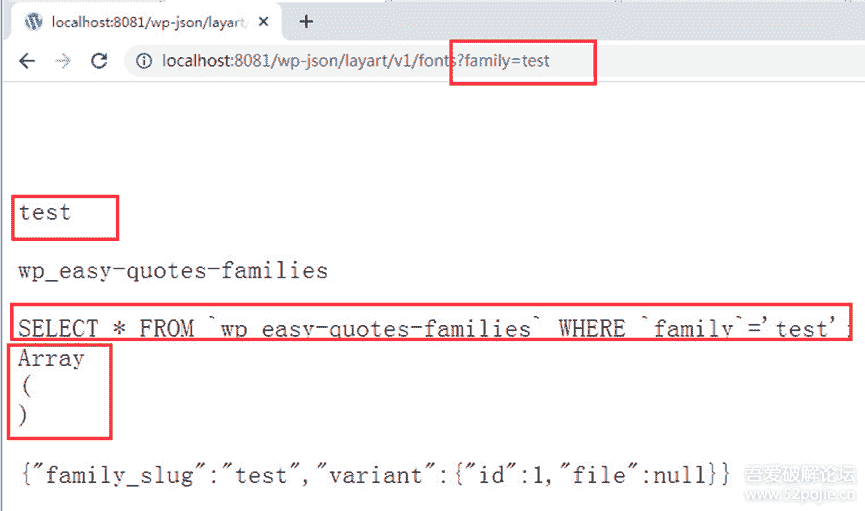 localhost:8081/wp-json/layart/
localhost:8081/wp-json/layart/v1/fonts?family=test
test
wp_easy-quotes-families
SELECT * FROM `wp_easy-quotes-families` WHERE `family`='test';
Array
(
)
{"family_slug":"test","variant":{"id":1,"file":null}}
吾爱破解论坛
www.52pojie.cn